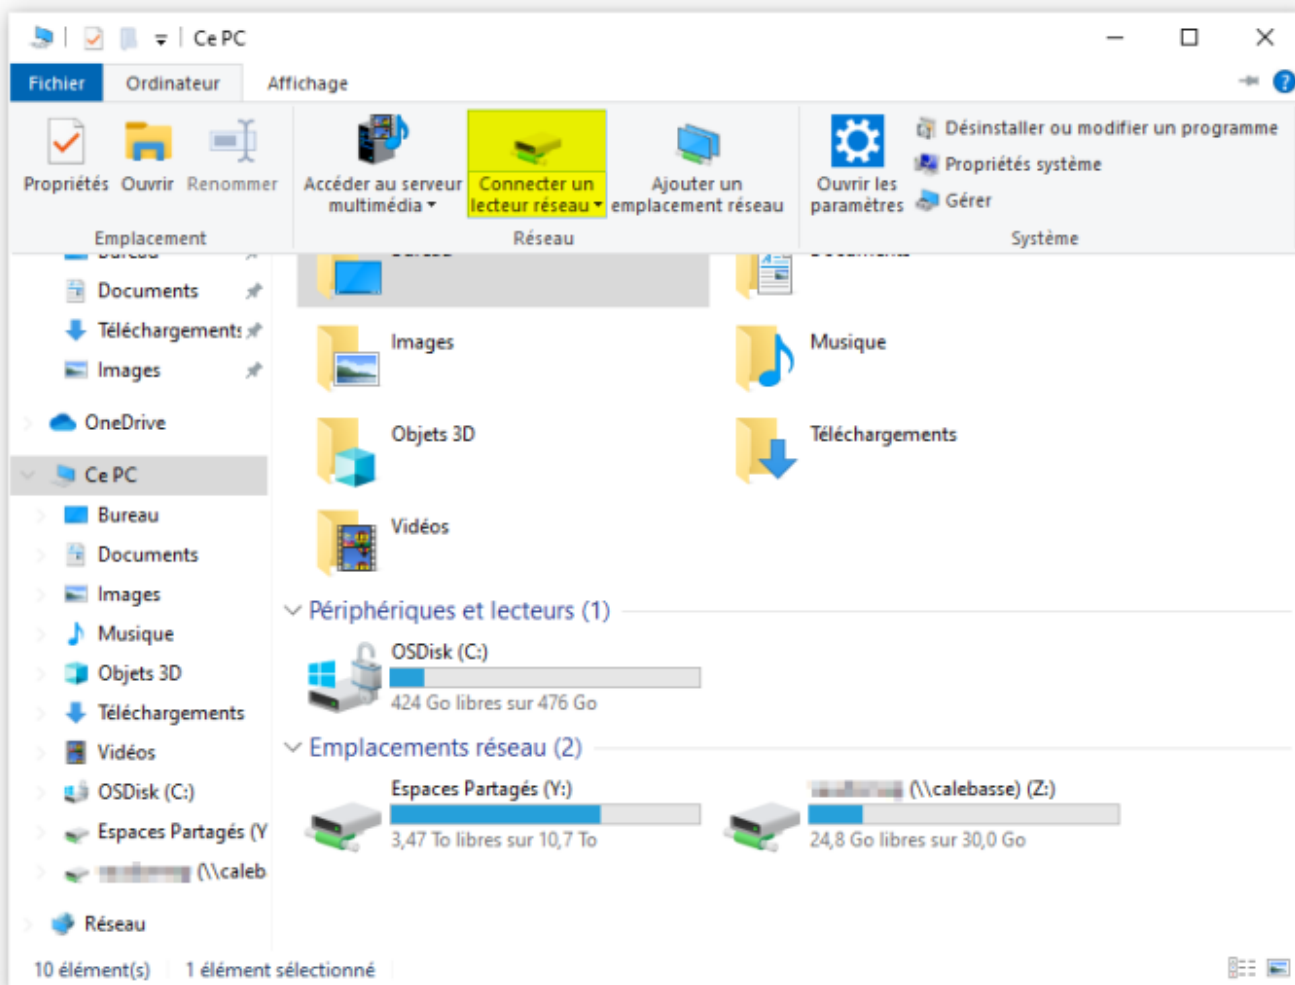 Ce PC
Fichier Ordinateur Affichage
Propriétés Ouvrir Renommer
Accéder au serveur multimédia
Connecter un lecteur réseau
Ajouter un emplacement réseau
Ouvrir les paramètres
Désinstaller ou modifier un programme
Propriétés système
Gérer
Emplacement Réseau Système
Documents
Téléchargements
Images
OneDrive
Ce PC
Bureau
Documents
Images
Musique
Objets 3D
Téléchargements
Vidéos
OSDisk (C:)
Espaces Partagés (Y
(\\caleb
Réseau
Bureau
Documents
Images
Musique
Objets 3D
Téléchargements
Vidéos
Périphériques et lecteurs (1)
OSDisk (C:)
424 Go libres sur 476 Go
Emplacements réseau (2)
Espaces Partagés (Y:)
3,47 To libres sur 10,7 To
(\\calebasse) (Z:)
24,8 Go libres sur 30,0 Go
10 élément(s) 1 élément sélectionné